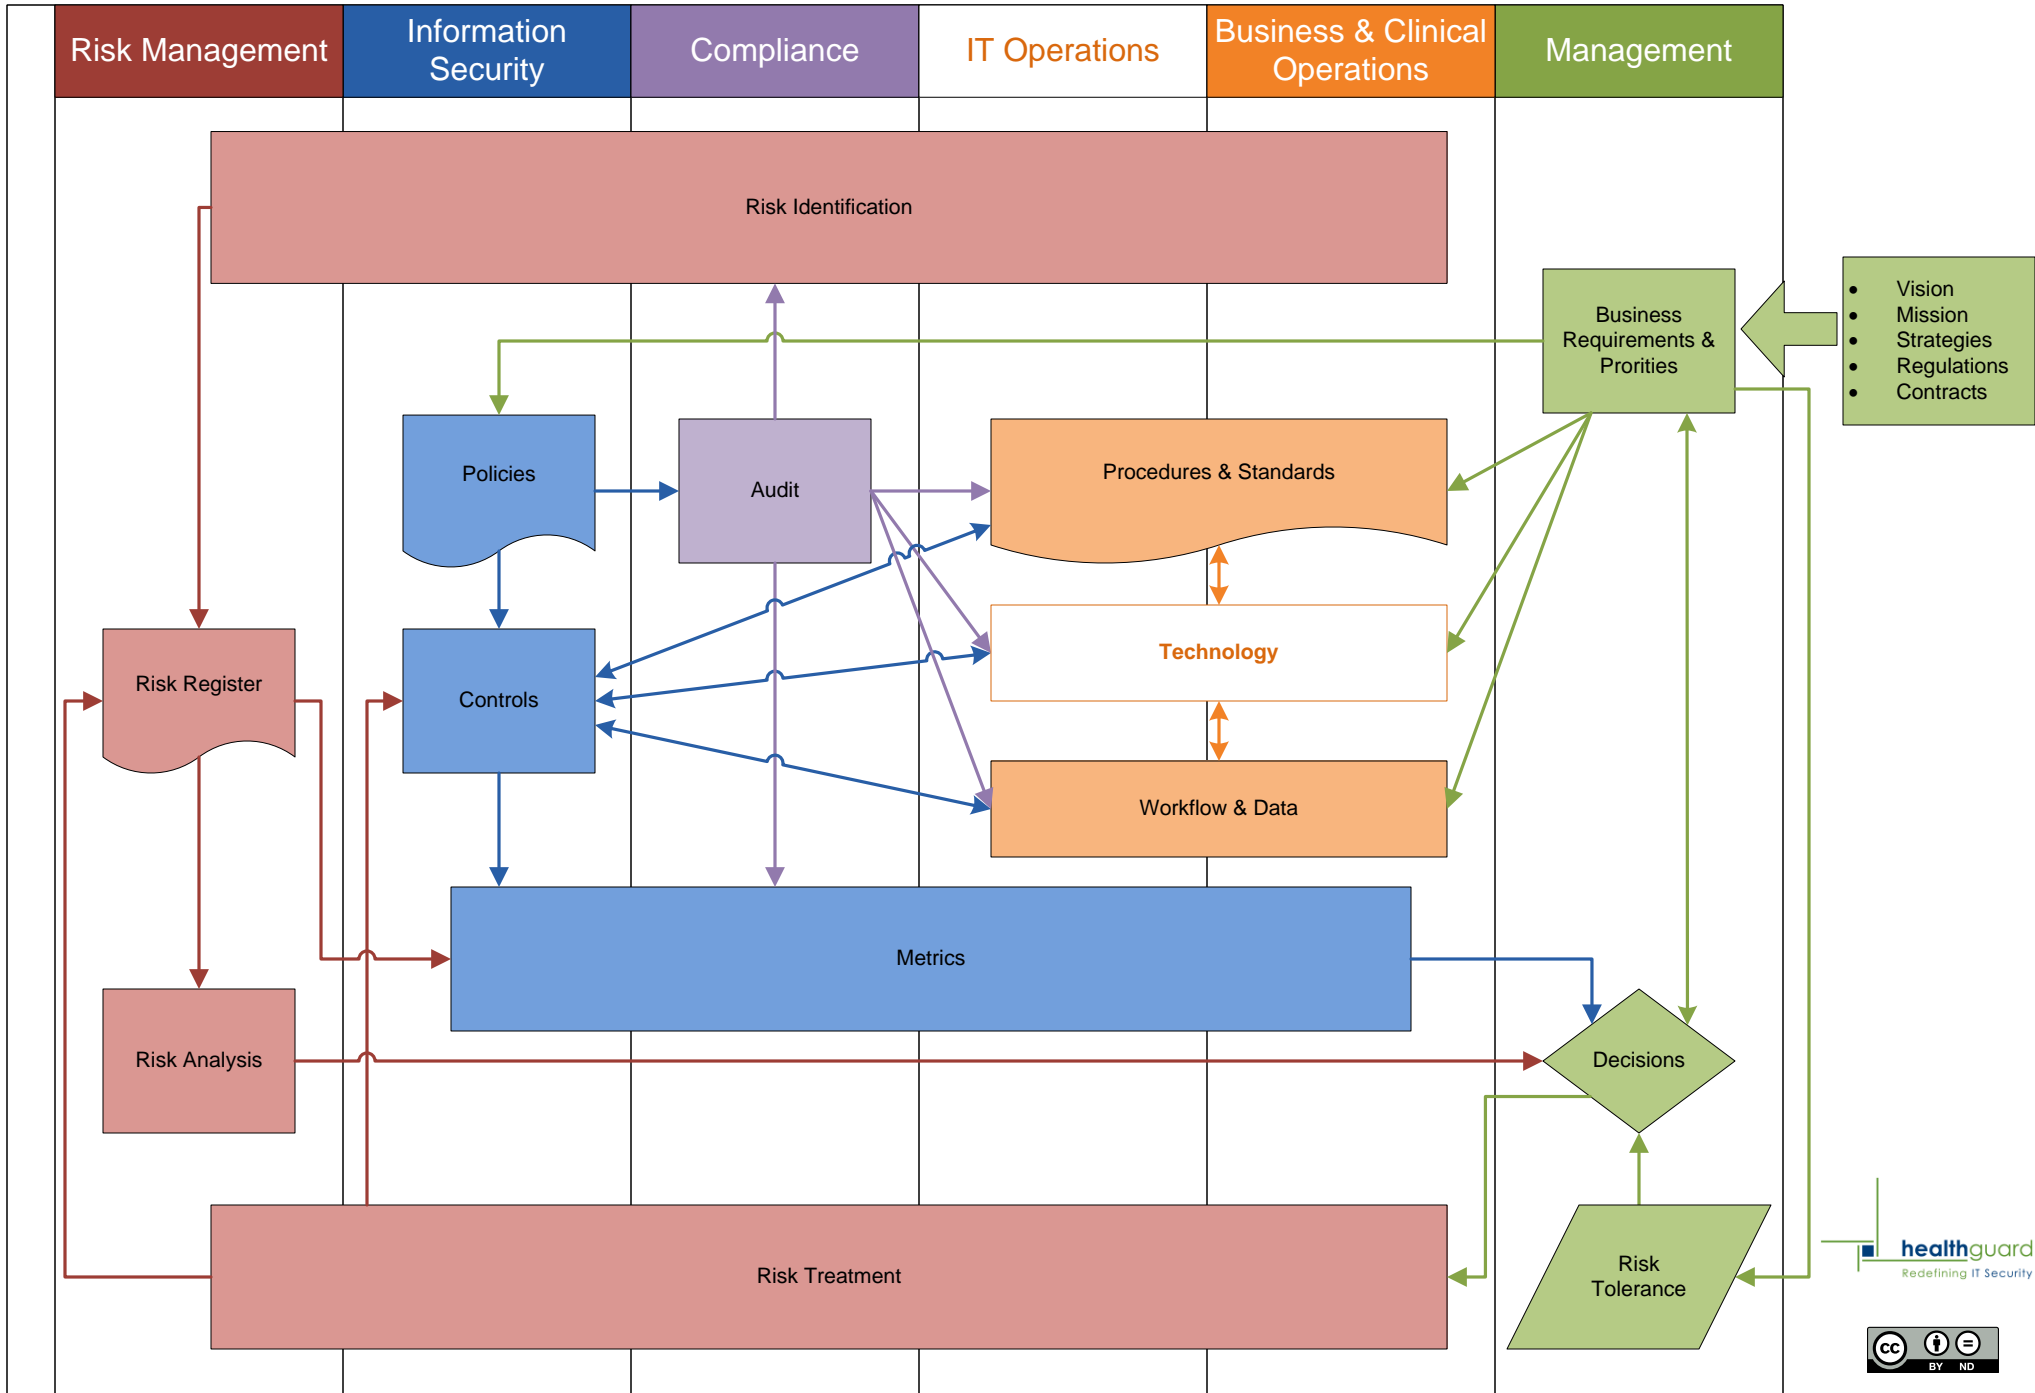 Risk Management
Information
Security
Compliance
IT Operations
Business & Clinical
Operations
Management
Risk Identification
Business
Requirements &
Prorities
• Vision
• Mission
• Strategies
• Regulations
• Contracts
Policies
Audit
Procedures & Standards
Technology
Risk Register
Controls
Workflow & Data
Metrics
Risk Analysis
Decisions
Risk Treatment
Risk
Tolerance
healthguard
Redefining IT Security
cc
BY ND